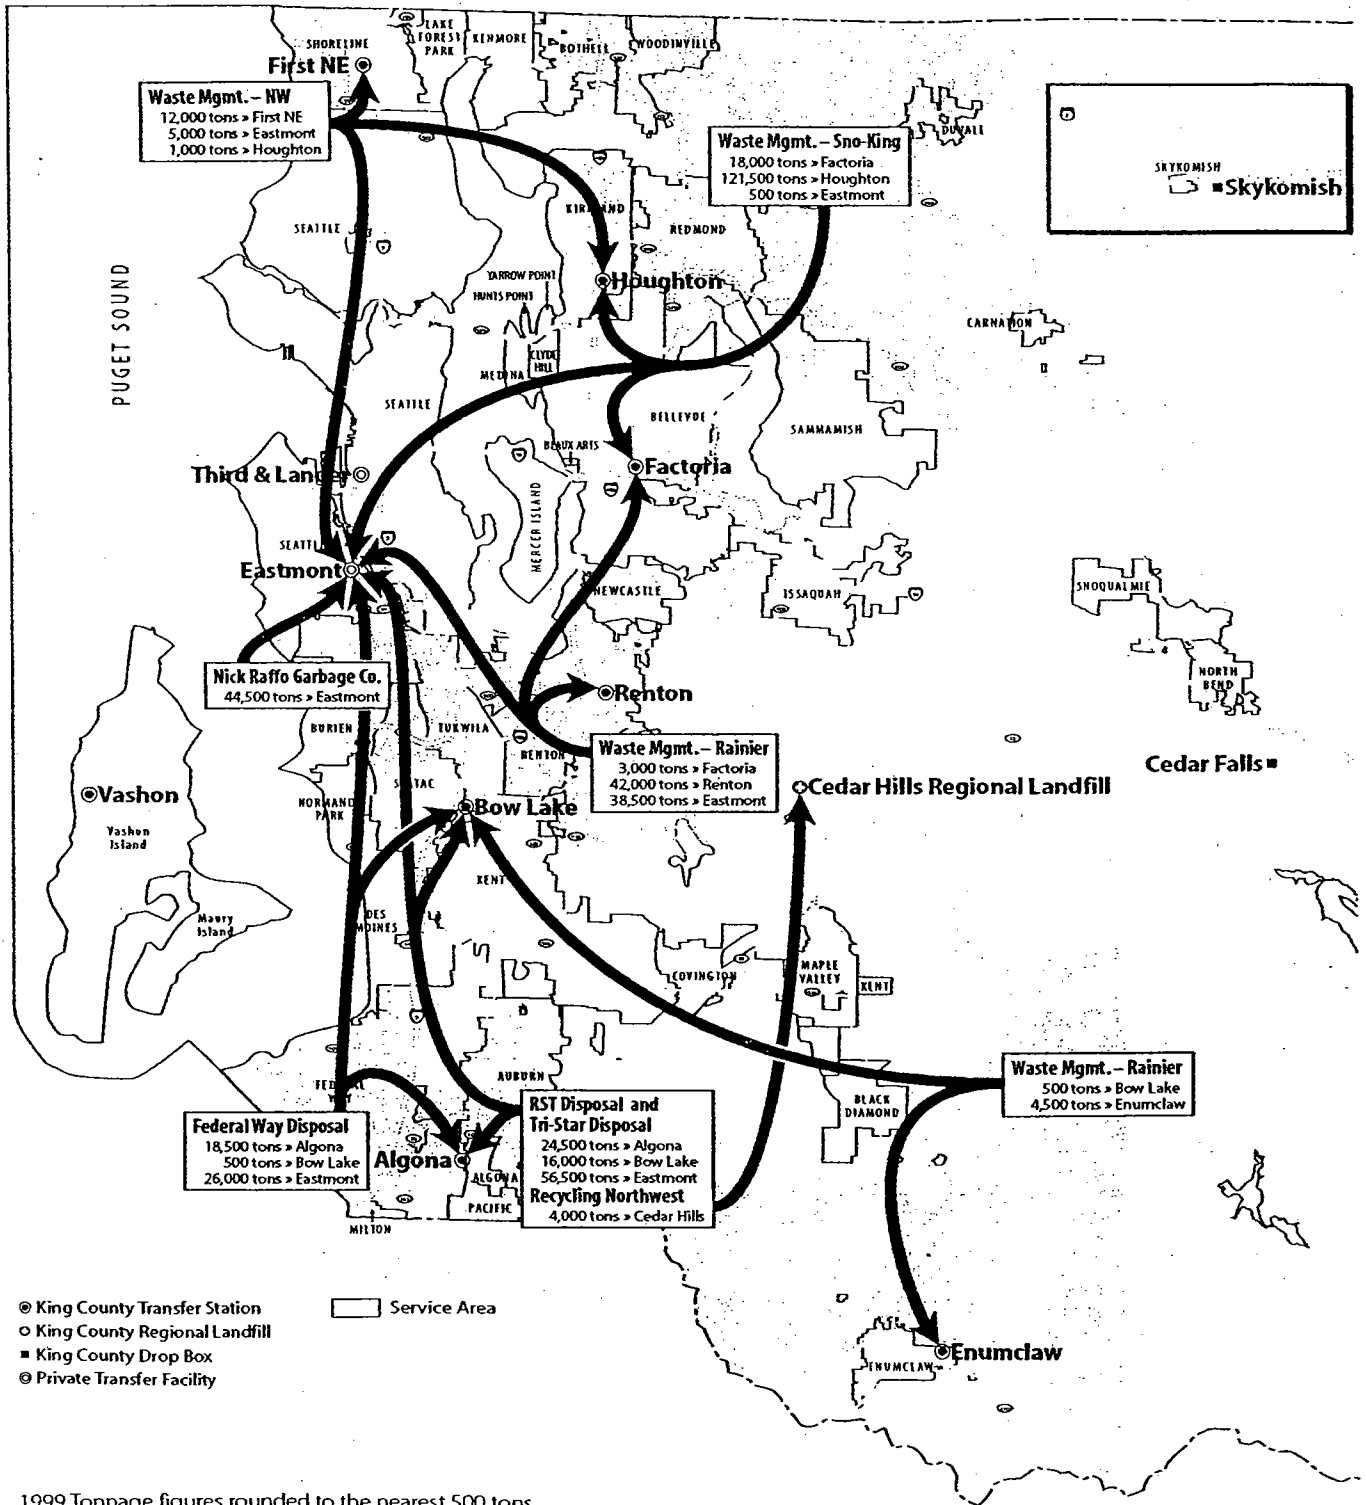 SHORELINE
LAKE
FOREST
PARK
KENMORE
BOTHELL
WOODINVILLE
First NE
Waste Mgmt. – NW
12,000 tons » First NE
5,000 tons » Eastmont
1,000 tons » Houghton
Waste Mgmt. – Sno-King
18,000 tons » Factoria
121,500 tons » Houghton
500 tons » Eastmont
DUVALL
SKYKOMISH
Skykomish
SEATTLE
KIRKLAND
REDMOND
PUGET SOUND
YARROW POINT
HUNTS POINT
Houghton
CARNATION
CLYDE
HILL
MEDINA
SEATTLE
BELLEVUE
SAMMAMISH
BEAUX ARTS
Third & Lander
Factoria
MERCER ISLAND
SEATTLE
Eastmont
NEWCASTLE
ISSAQUAH
SNOQUALMIE
NORTH
BEND
Nick Raffo Garbage Co.
44,500 tons » Eastmont
Renton
BURIEN
TUKWILA
RENTON
Waste Mgmt. – Rainier
3,000 tons » Factoria
42,000 tons » Renton
38,500 tons » Eastmont
Cedar Falls
Cedar Hills Regional Landfill
SEATAC
Vashon
Vashon
Island
NORMANDY
PARK
Bow Lake
KENT
Maury
Island
DES
MOINES
COVINGTON
MAPLE
VALLEY
KENT
AUBURN
FEDERAL
WAY
BLACK
DIAMOND
Waste Mgmt. – Rainier
500 tons » Bow Lake
4,500 tons » Enumclaw
Federal Way Disposal
18,500 tons » Algona
500 tons » Bow Lake
26,000 tons » Eastmont
Algona
ALGONA
PACIFIC
MILTON
RST Disposal and
Tri-Star Disposal
24,500 tons » Algona
16,000 tons » Bow Lake
56,500 tons » Eastmont
Recycling Northwest
4,000 tons » Cedar Hills
Enumclaw
ENUMCLAW
King County Transfer Station
King County Regional Landfill
King County Drop Box
Private Transfer Facility
Service Area
1999 Tonnage figures rounded to the nearest 500 tons